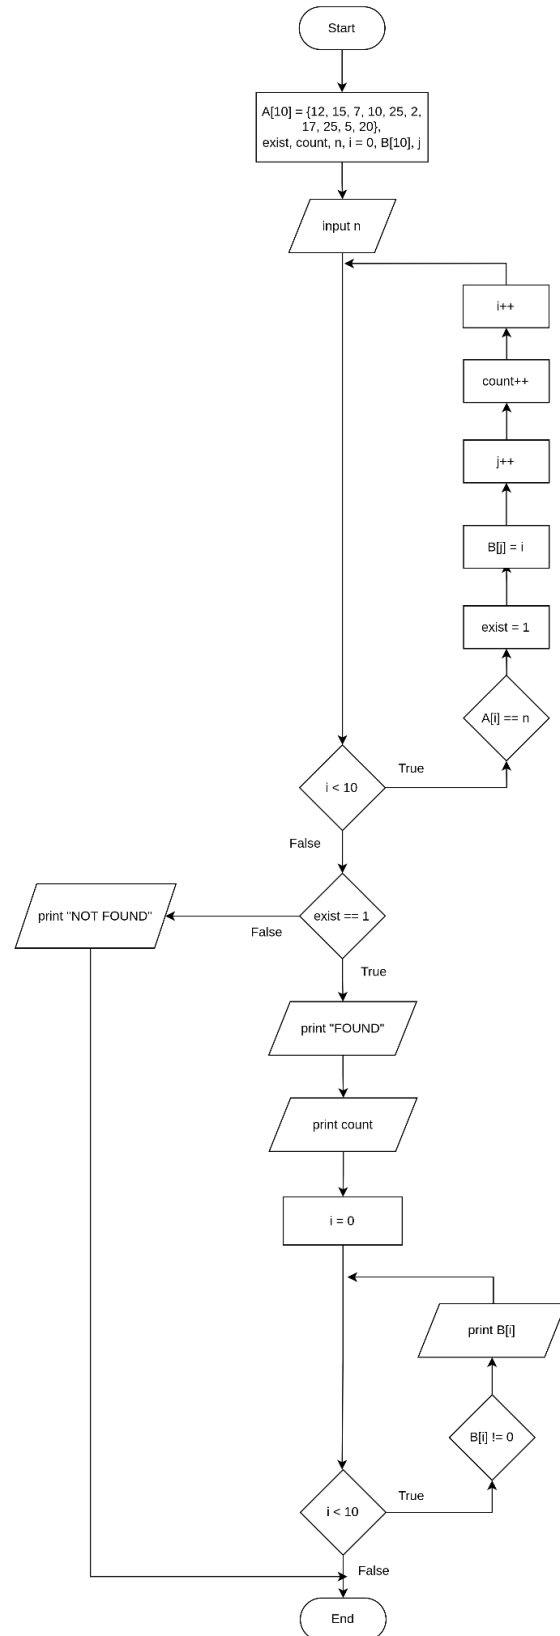 Start
A[10] = {12, 15, 7, 10, 25, 2,
17, 25, 5, 20},
exist, count, n, i = 0, B[10], j
input n
i++
count++
j++
B[j] = i
exist = 1
A[i] == n
True
i < 10
False
exist == 1
print "NOT FOUND"
False
True
print "FOUND"
print count
i = 0
print B[i]
B[i] != 0
True
i < 10
False
End